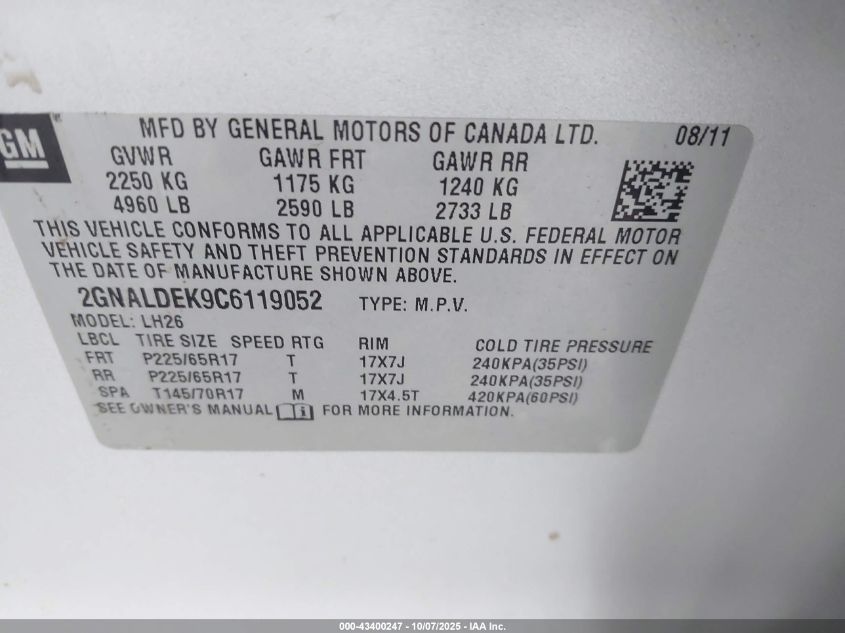 GM
MFD BY GENERAL MOTORS OF CANADA LTD. 08/11
GVWR GAWR FRT GAWR RR
2250 KG 1175 KG 1240 KG
4960 LB 2590 LB 2733 LB
THIS VEHICLE CONFORMS TO ALL APPLICABLE U.S. FEDERAL MOTOR
VEHICLE SAFETY AND THEFT PREVENTION STANDARDS IN EFFECT ON
THE DATE OF MANUFACTURE SHOWN ABOVE.
2GNALDEK9C6119052 TYPE: M.P.V.
MODEL: LH26
LBCL TIRE SIZE SPEED RTG RIM COLD TIRE PRESSURE
FRT P225/65R17 T 17X7J 240KPA(35PSI)
RR P225/65R17 T 17X7J 240KPA(35PSI)
SPA T145/70R17 M 17X4.5T 420KPA(60PSI)
SEE OWNER'S MANUAL FOR MORE INFORMATION.
000-43400247 - 10/07/2025 - IAA Inc.